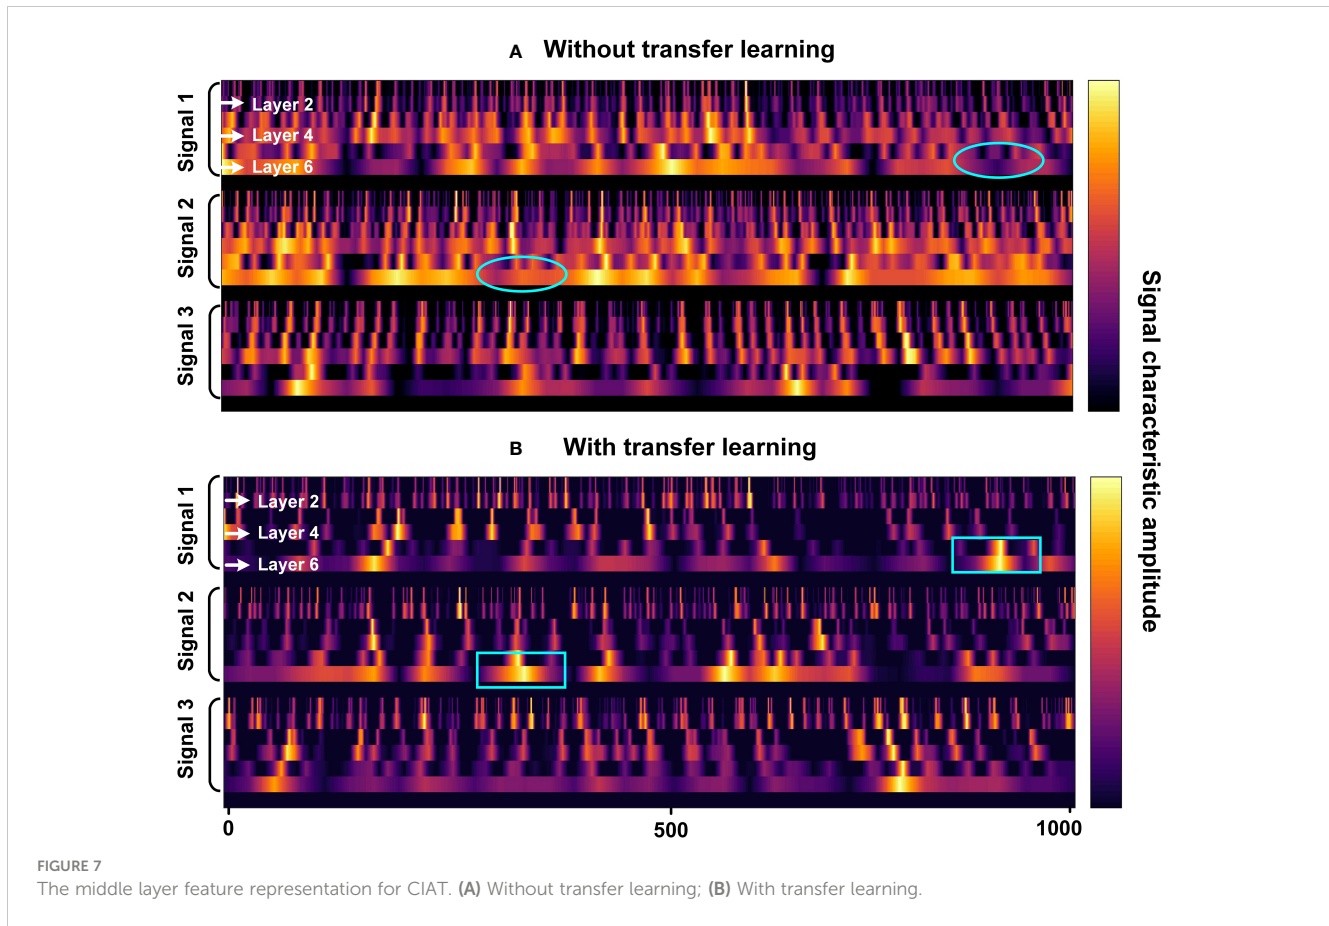 A Without transfer learning
Signal 1
Layer 2
Layer 4
Layer 6
Signal 2
Signal 3
Signal characteristic amplitude
B With transfer learning
Signal1
Layer 2
Layer 4
Layer 6
Signal 2
Signal 3
0 500 1000
FIGURE 7
The middle layer feature representation for CIAT. (A) Without transfer learning; (B) With transfer learning.